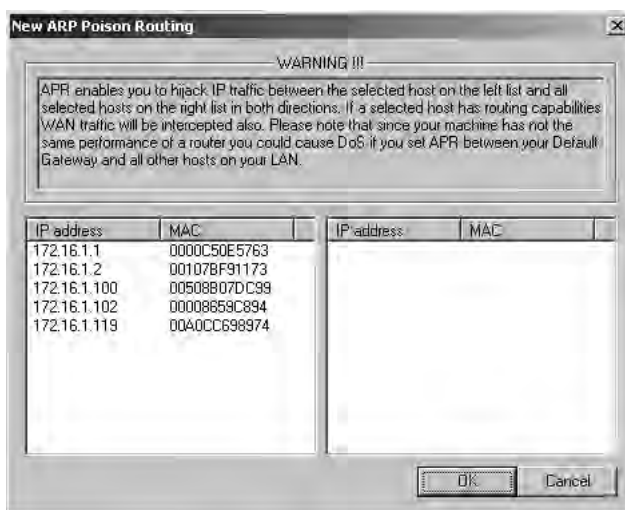 New ARP Poison Routing
WARNING !!!
APR enables you to hijack IP traffic between the selected host on the left list and all
selected hosts on the right list in both directions. If a selected host has routing capabilities
WAN traffic will be intercepted also. Please note that since your machine has not the
same performance of a router you could cause DoS if you set APR between your Default
Gateway and all other hosts on your LAN.
IP address MAC IP address MAC
172.16.1.1 0000C50E5763
172.16.1.2 00107BF91173
172.16.1.100 00508B07DC99
172.16.1.102 00008659C894
172.16.1.119 00A0CC698974
OK Cancel